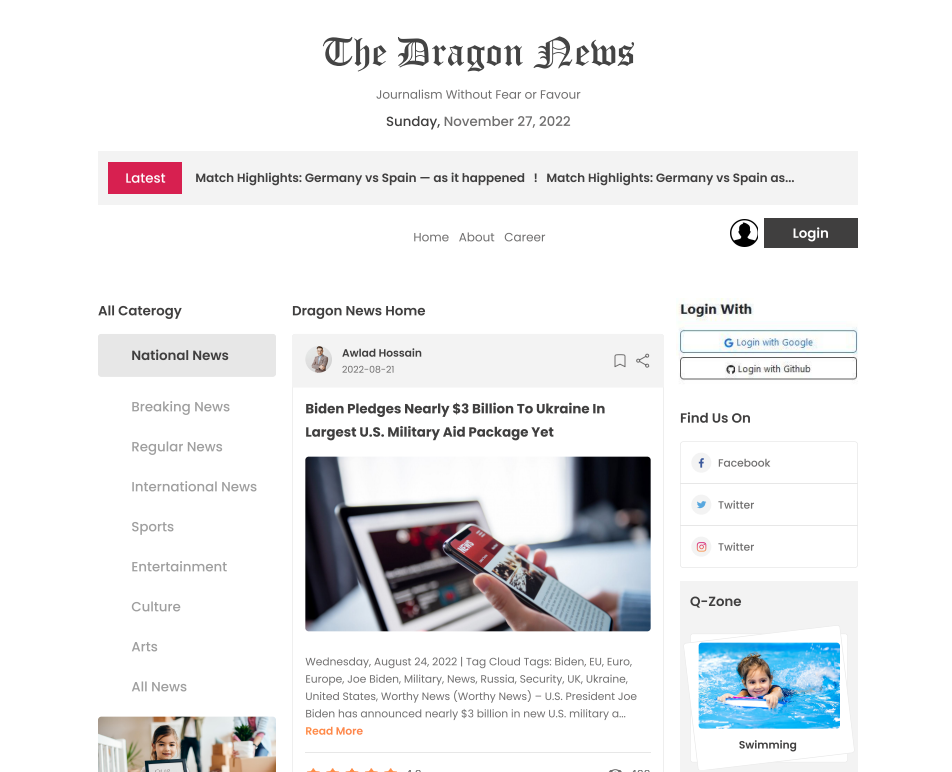 The Dragon News
Journalism Without Fear or Favour
Sunday, November 27, 2022
Latest
Match Highlights: Germany vs Spain — as it happened ! Match Highlights: Germany vs Spain as...
Home About Career
Login
All Caterogy
National News
Breaking News
Regular News
International News
Sports
Entertainment
Culture
Arts
All News
Dragon News Home
Awlad Hossain
2022-08-21
Biden Pledges Nearly $3 Billion To Ukraine In
Largest U.S. Military Aid Package Yet
NEWS
Wednesday, August 24, 2022 | Tag Cloud Tags: Biden, EU, Euro,
Europe, Joe Biden, Military, News, Russia, Security, UK, Ukraine,
United States, Worthy News (Worthy News) – U.S. President Joe
Biden has announced nearly $3 billion in new U.S. military a...
Read More
Login With
Login with Google
Login with Github
Find Us On
Facebook
Twitter
Twitter
Q-Zone
Swimming